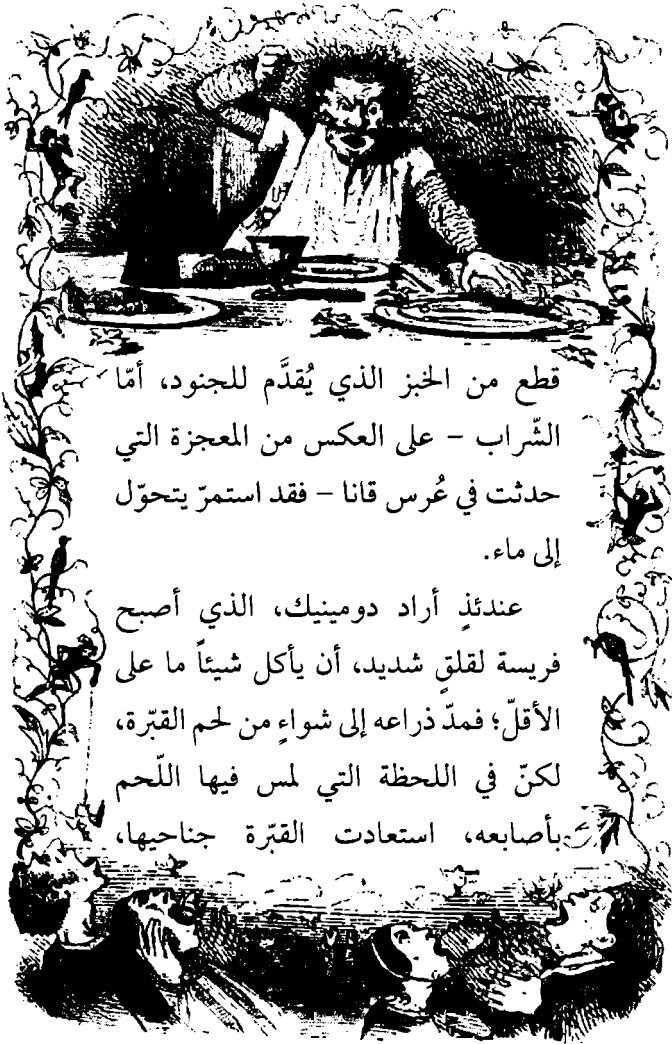 قطع من الخبز الذي يُقدَّم للجنود، أمّا
الشّراب – على العكس من المعجزة التي
حدثت في عُرس قانا – فقد استمرّ يتحوّل
إلى ماء.
عندئذٍ أراد دومينيك، الذي أصبح
فريسة لقلقٍ شديد، أن يأكل شيئاً ما على
الأقلّ؛ فمدّ ذراعه إلى شواءٍ من لحم القبّرة،
لكنّ في اللحظة التي لمس فيها اللّحم
بأصابعه، استعادت القبّرة جناحيها،